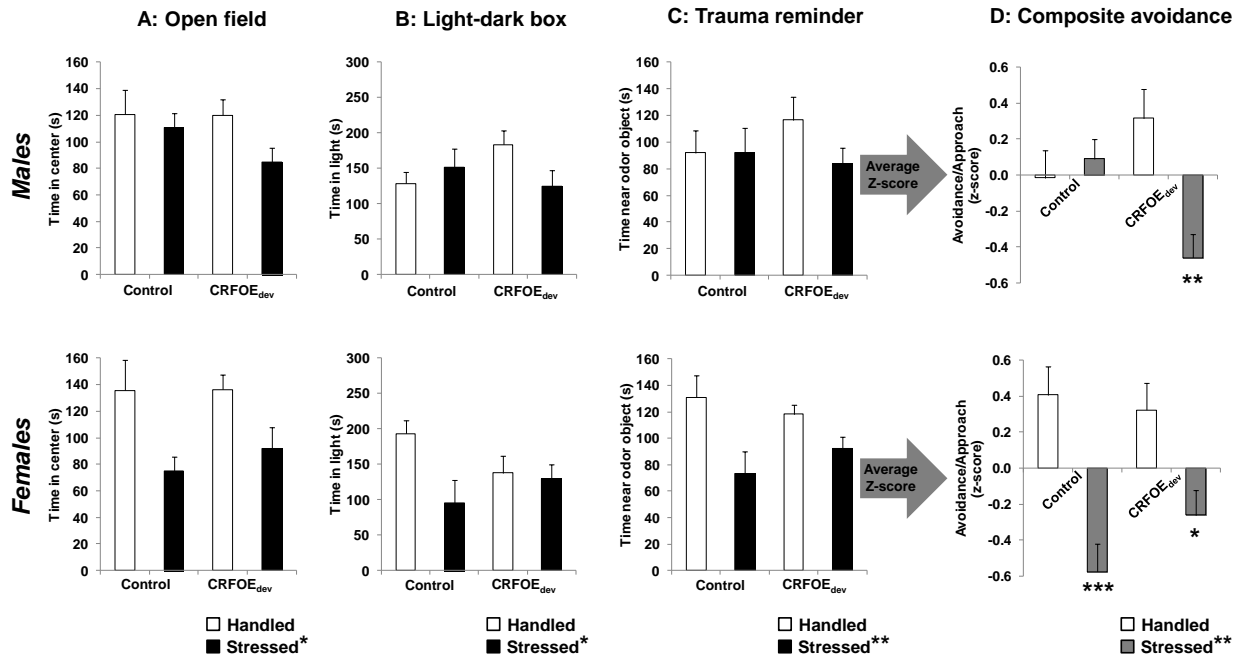 A: Open field
B: Light-dark box
C: Trauma reminder
D: Composite avoidance
Males
Time in center (s)
160
140
120
100
80
60
40
20
0
Control
CRFOEdev
Time in light (s)
300
250
200
150
100
50
0
Control
CRFOEdev
Time near odor object (s)
160
140
120
100
80
60
40
20
0
Control
CRFOEdev
Average
Z-score
Avoidance/Approach
(z-score)
0.6
0.4
0.2
0.0
-0.2
-0.4
-0.6
Control
CRFOEdev
**
Females
Time in center (s)
160
140
120
100
80
60
40
20
0
Control
CRFOEdev
Time in light (s)
300
250
200
150
100
50
0
Control
CRFOEdev
Time near odor object (s)
160
140
120
100
80
60
40
20
0
Control
CRFOEdev
Average
Z-score
Avoidance/Approach
(z-score)
0.6
0.4
0.2
0.0
-0.2
-0.4
-0.6
Control
CRFOEdev
***
*
Handled
Stressed*
Handled
Stressed*
Handled
Stressed**
Handled
Stressed**